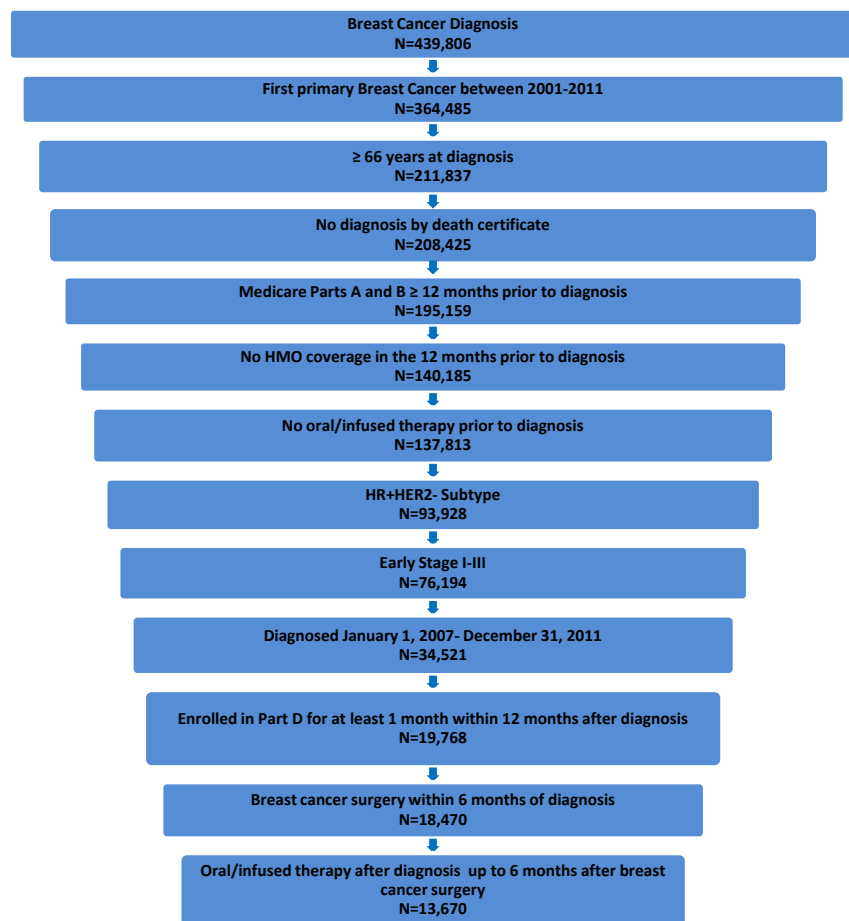 Breast Cancer Diagnosis
N=439,806
First primary Breast Cancer between 2001-2011
N=364,485
≥ 66 years at diagnosis
N=211,837
No diagnosis by death certificate
N=208,425
Medicare Parts A and B ≥ 12 months prior to diagnosis
N=195,159
No HMO coverage in the 12 months prior to diagnosis
N=140,185
No oral/infused therapy prior to diagnosis
N=137,813
HR+HER2- Subtype
N=93,928
Early Stage I-III
N=76,194
Diagnosed January 1, 2007- December 31, 2011
N=34,521
Enrolled in Part D for at least 1 month within 12 months after diagnosis
N=19,768
Breast cancer surgery within 6 months of diagnosis
N=18,470
Oral/infused therapy after diagnosis up to 6 months after breast
cancer surgery
N=13,670